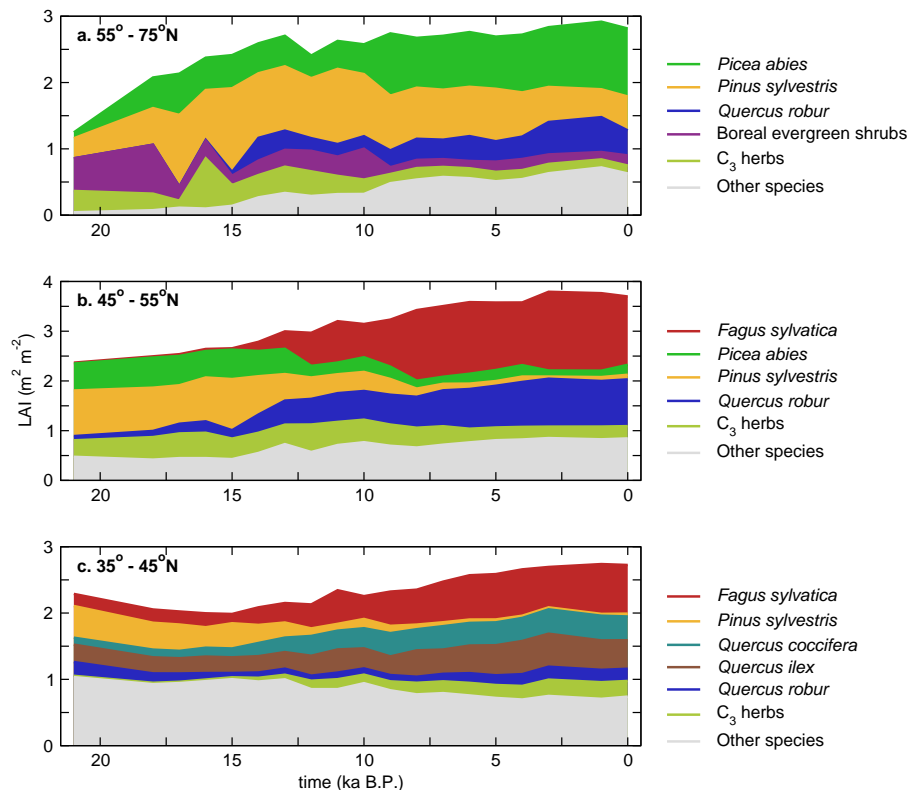 3
a. 55° - 75°N
2
1
0
20 15 10 5 0
Picea abies
Pinus sylvestris
Quercus robur
Boreal evergreen shrubs
C₃ herbs
Other species
4
b. 45° - 55°N
3
2
1
0
LAI (m² m⁻²)
20 15 10 5 0
Fagus sylvatica
Picea abies
Pinus sylvestris
Quercus robur
C₃ herbs
Other species
3
c. 35° - 45°N
2
1
0
20 15 10 5 0
time (ka B.P.)
Fagus sylvatica
Pinus sylvestris
Quercus coccifera
Quercus ilex
Quercus robur
C₃ herbs
Other species